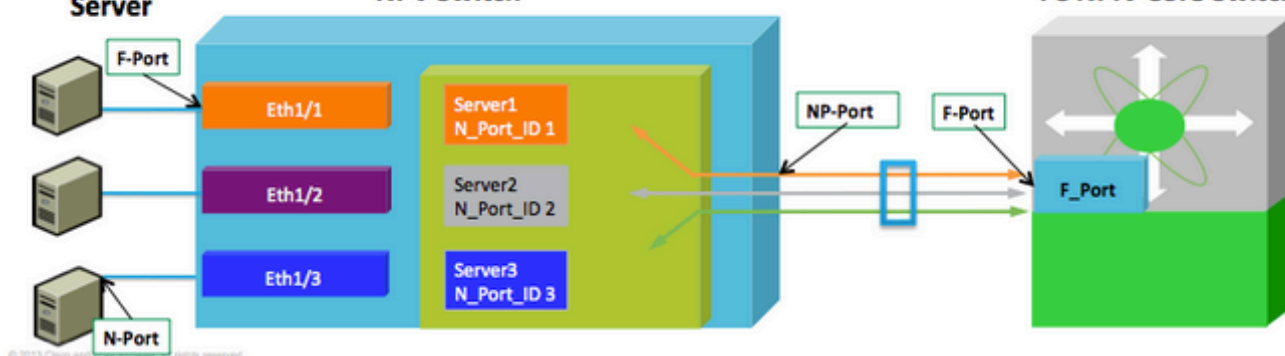 Server
F-Port
Eth1/1
Eth1/2
Eth1/3
N-Port
Server1
N_Port_ID 1
Server2
N_Port_ID 2
Server3
N_Port_ID 3
NP-Port
F-Port
F_Port